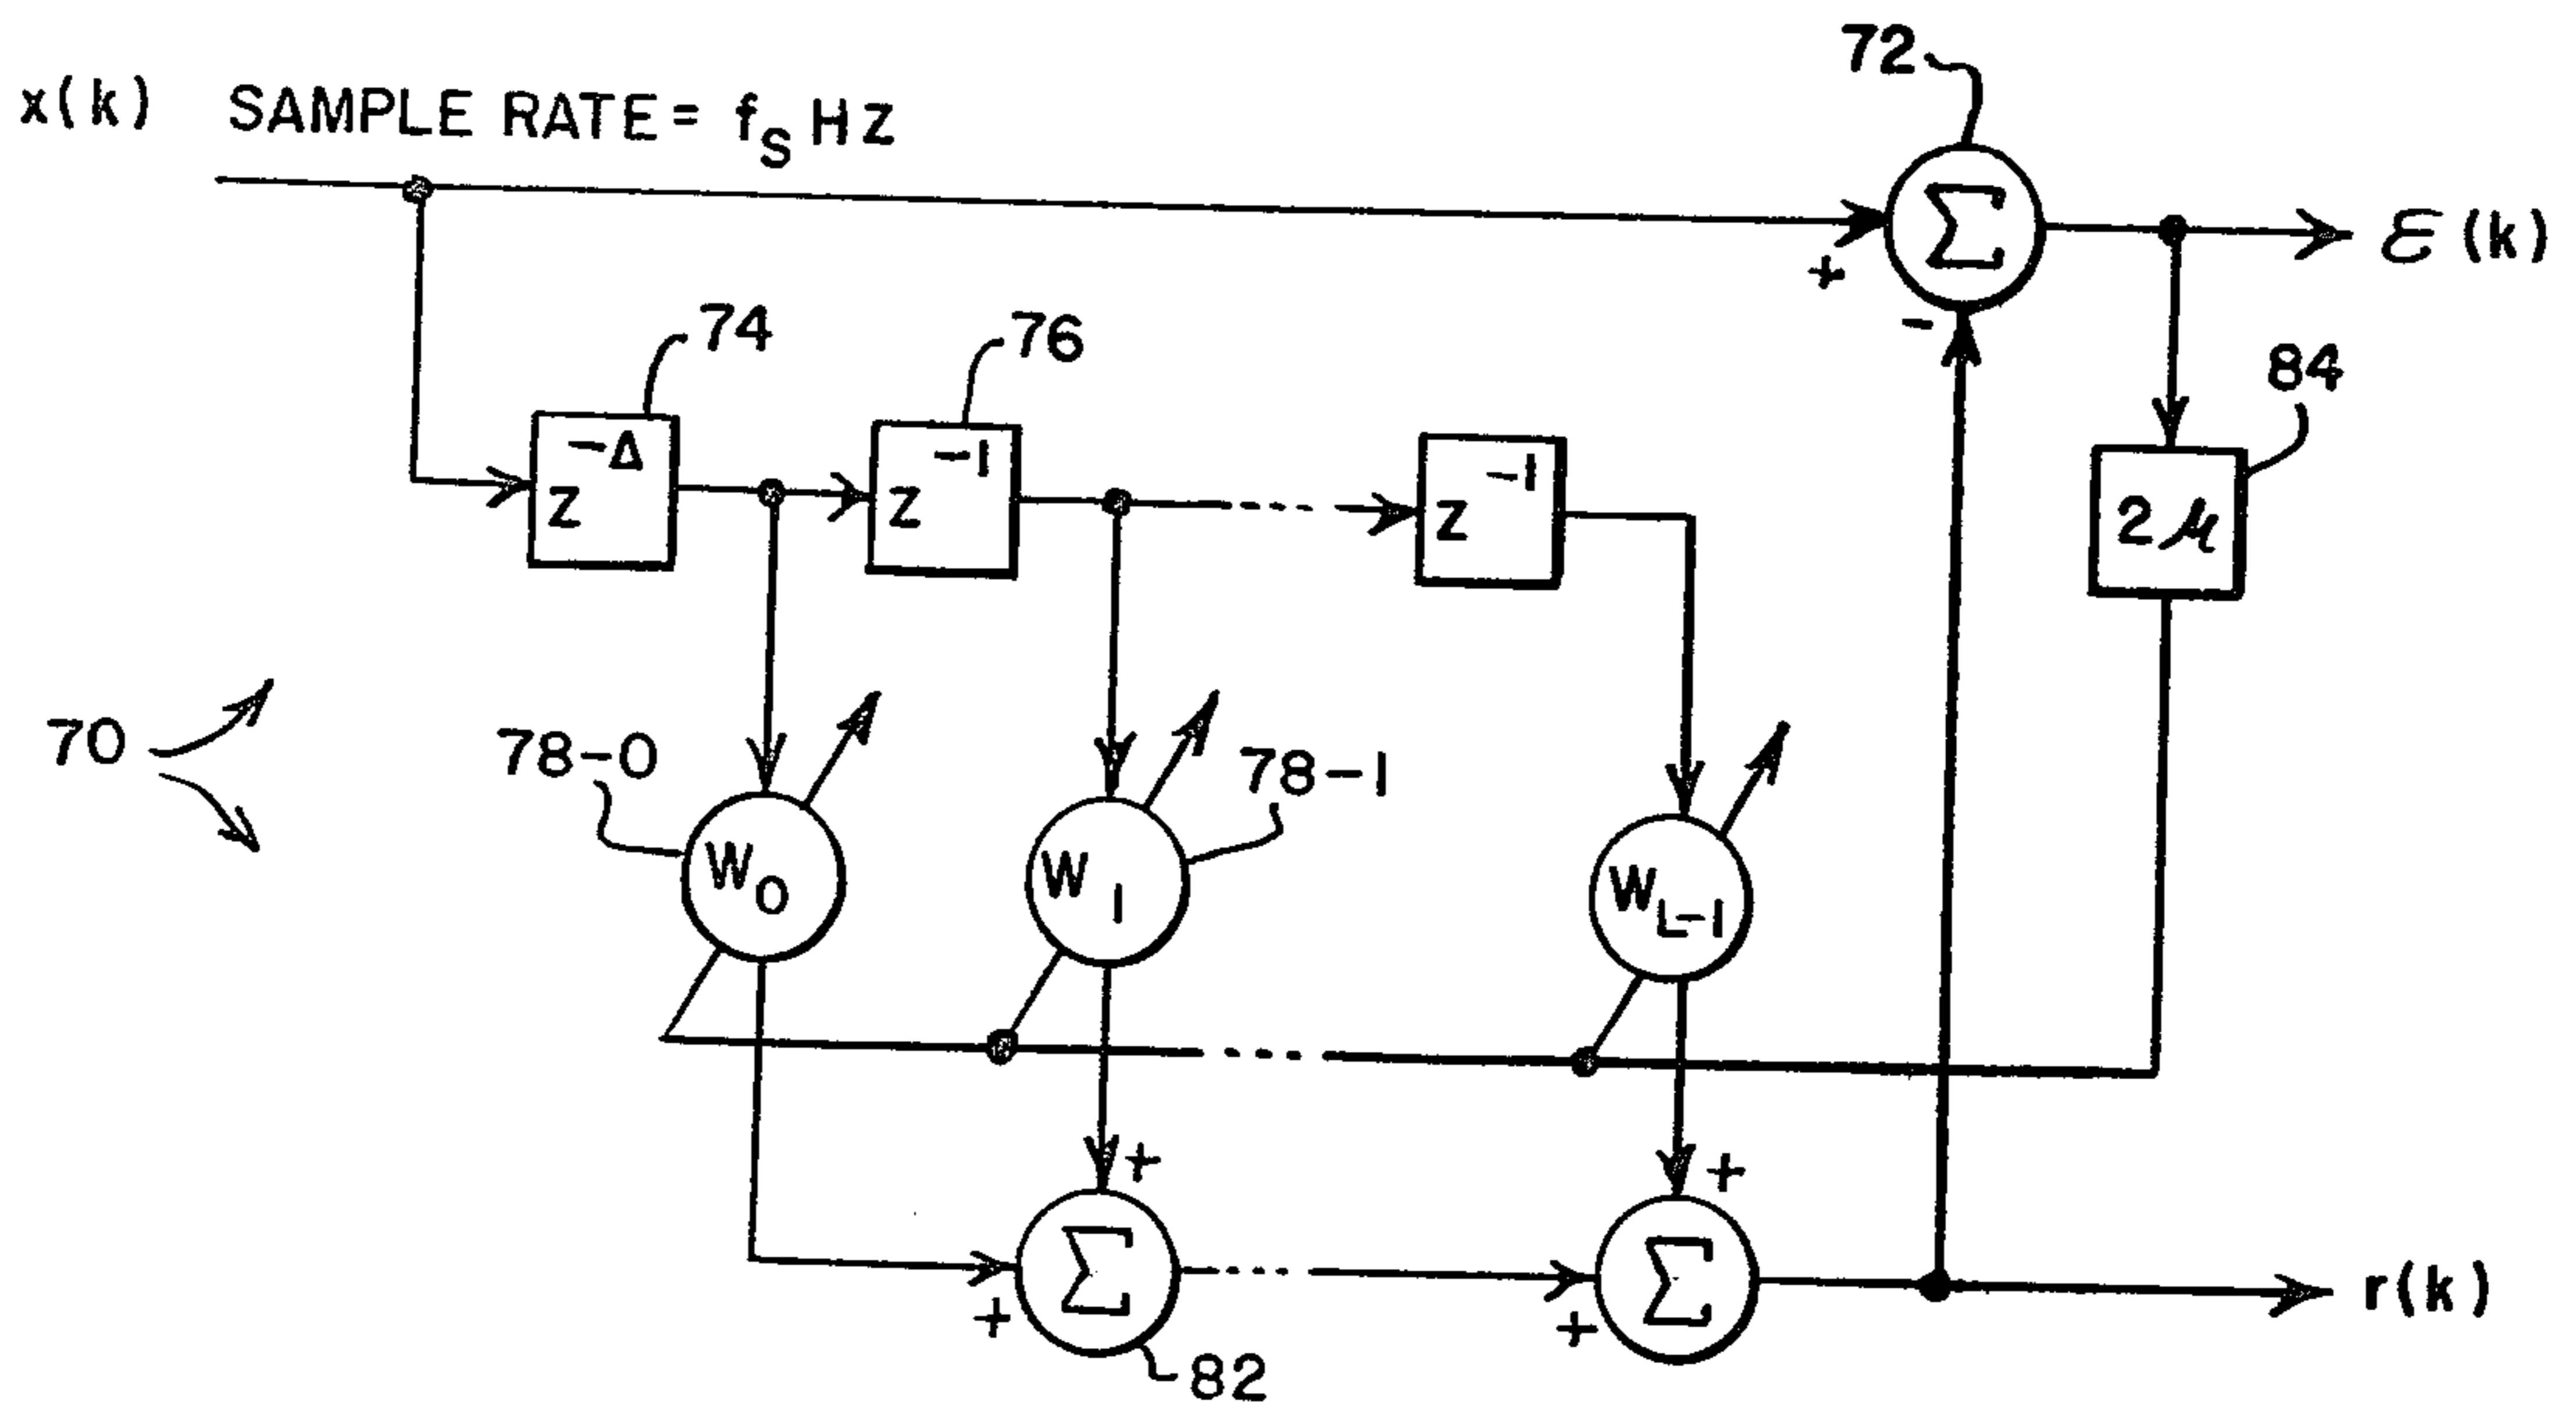 72
x(k) SAMPLE RATE = fS HZ
Σ
ℰ(k)
+
-
74
76
84
z-Δ
z-1
z-1
2μ
70
78-0
78-1
W0
W1
WL-1
+
+
Σ
Σ
r(k)
+
+
82